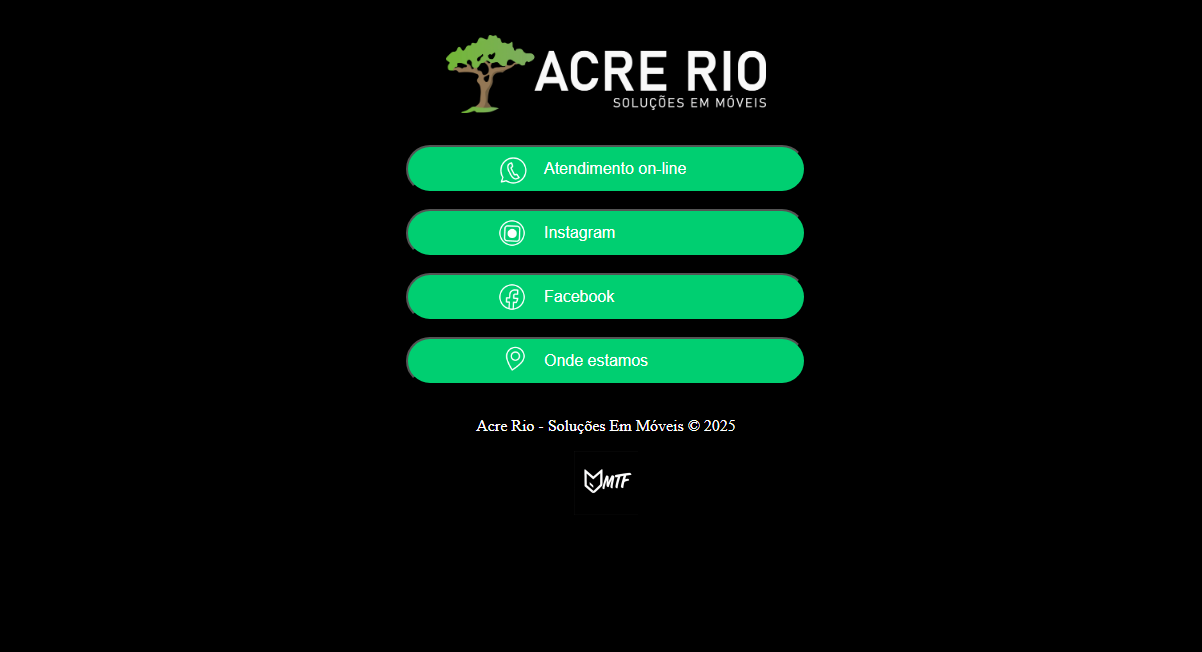 ACRE RIO
SOLUÇÕES EM MÓVEIS
Atendimento on-line
Instagram
Facebook
Onde estamos
Acre Rio - Soluções Em Móveis © 2025
MTF